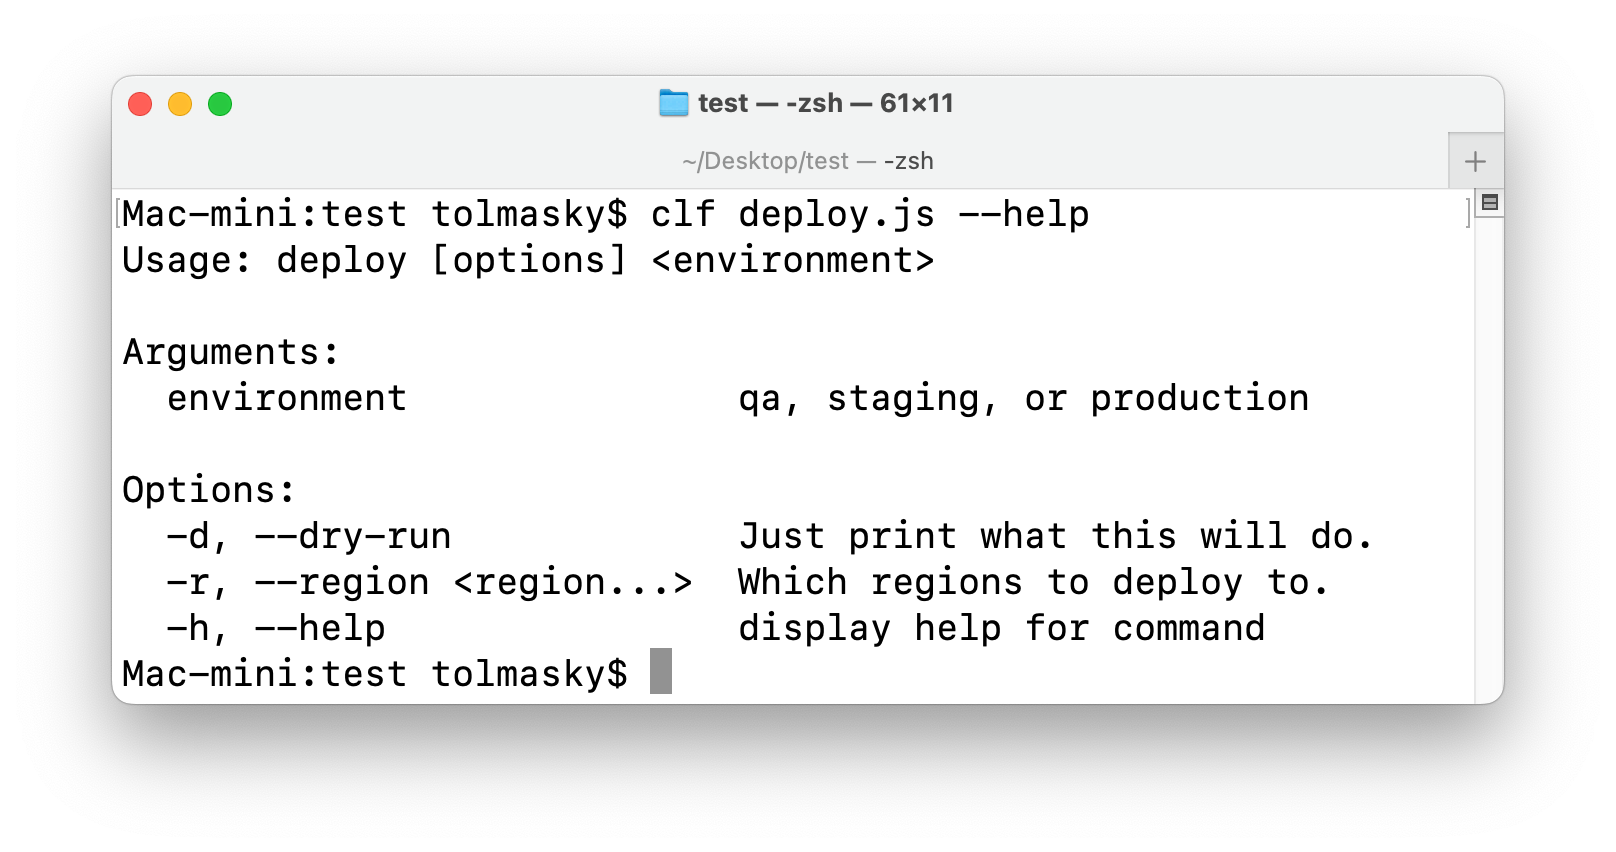 test — -zsh — 61×11
~/Desktop/test — -zsh
Mac-mini:test tolmasky$ clf deploy.js --help
Usage: deploy [options] <environment>
Arguments:
  environment               qa, staging, or production
Options:
  -d, --dry-run             Just print what this will do.
  -r, --region <region...>  Which regions to deploy to.
  -h, --help                display help for command
Mac-mini:test tolmasky$